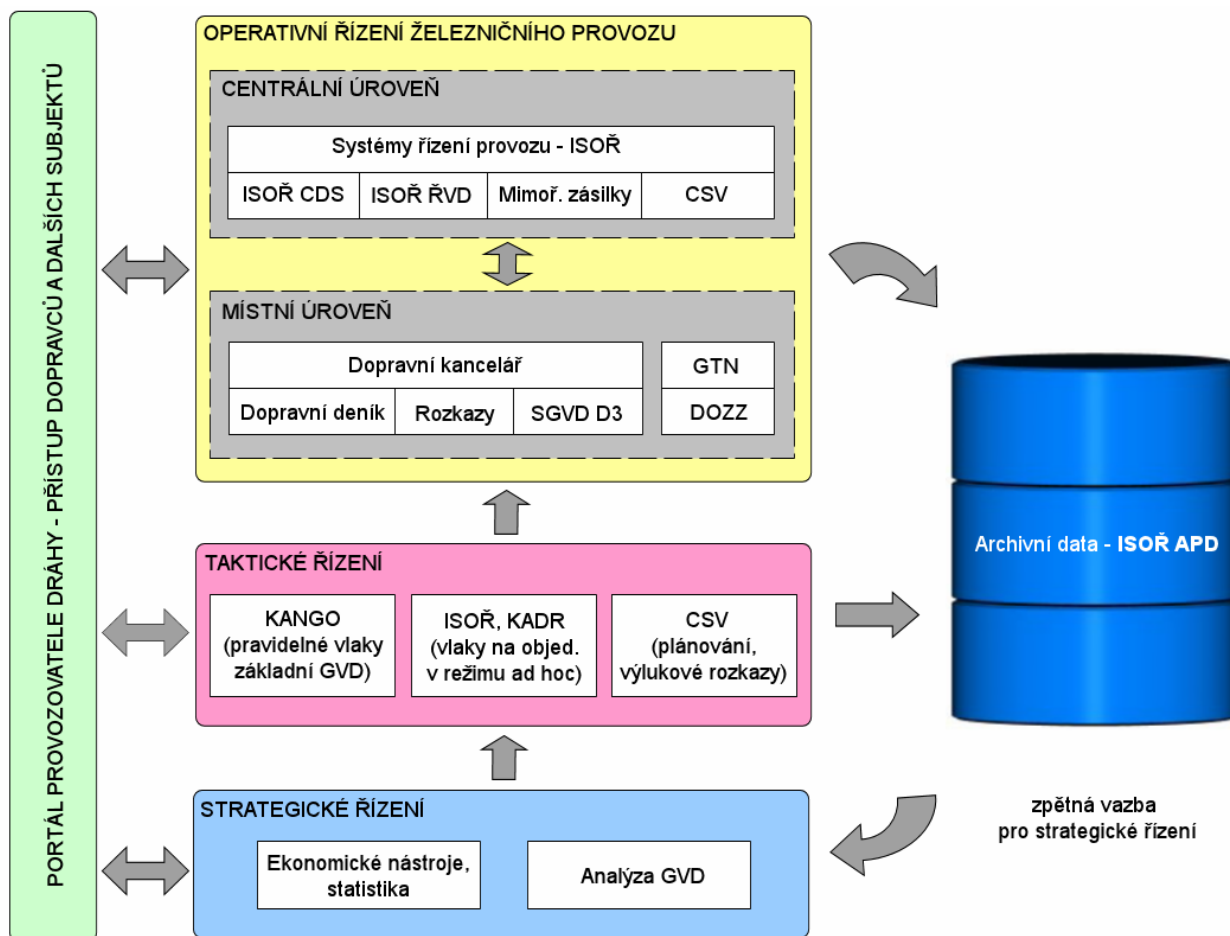 PORTÁL PROVOZOVATELE DRÁHY - PŘÍSTUP DOPRAVCŮ A DALŠÍCH SUBJEKTŮ
OPERATIVNÍ ŘÍZENÍ ŽELEZNIČNÍHO PROVOZU
CENTRÁLNÍ ÚROVEŇ
Systémy řízení provozu - ISOŘ
ISOŘ CDS
ISOŘ ŘVD
Mimoř. zásilky
CSV
MÍSTNÍ ÚROVEŇ
Dopravní kancelář
Dopravní deník
Rozkazy
SGVD D3
GTN
DOZZ
TAKTICKÉ ŘÍZENÍ
KANGO
(pravidelné vlaky
základní GVD)
ISOŘ, KADR
(vlaky na objed.
v režimu ad hoc)
CSV
(plánování,
výlukové rozkazy)
STRATEGICKÉ ŘÍZENÍ
Ekonomické nástroje,
statistika
Analýza GVD
Archivní data - ISOŘ APD
zpětná vazba
pro strategické řízení